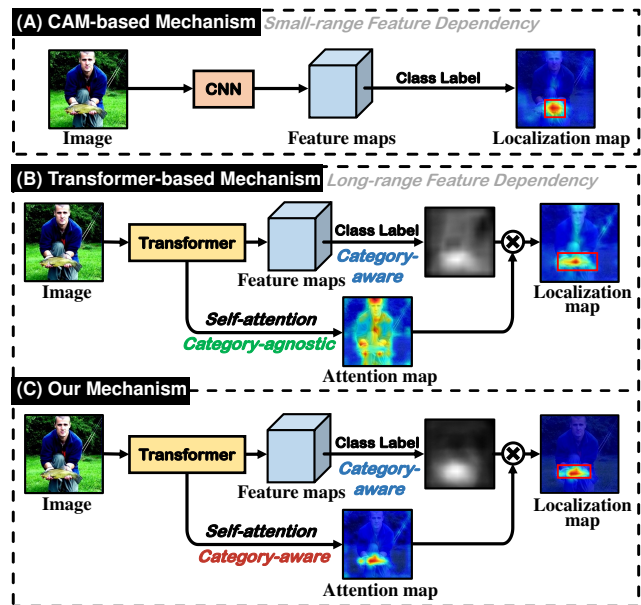 (A) CAM-based Mechanism Small-range Feature Dependency
CNN
Class Label
Image
Feature maps
Localization map
(B) Transformer-based Mechanism Long-range Feature Dependency
Transformer
Class Label
Category-
aware
Image
Feature maps
Localization
map
Self-attention
Category-agnostic
Attention map
(C) Our Mechanism
Transformer
Class Label
Category-
aware
Image
Feature maps
Localization
map
Self-attention
Category-aware
Attention map